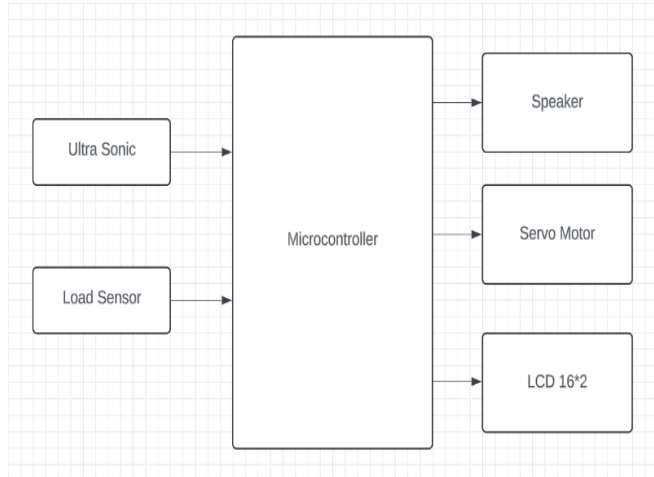 Ultra Sonic
Load Sensor
Microcontroller
Speaker
Servo Motor
LCD 16*2